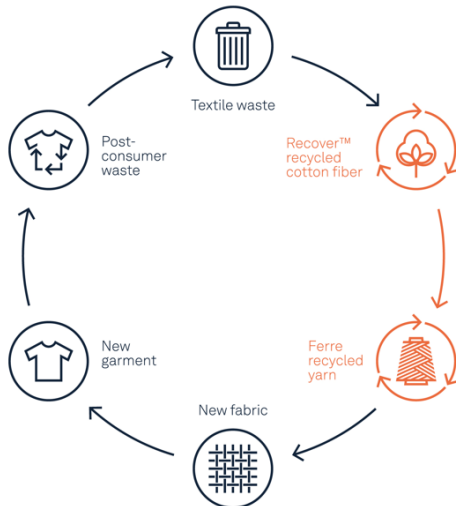 Textile waste
Recover™
recycled
cotton fiber
Ferre
recycled
yarn
New fabric
New
garment
Post-
consumer
waste